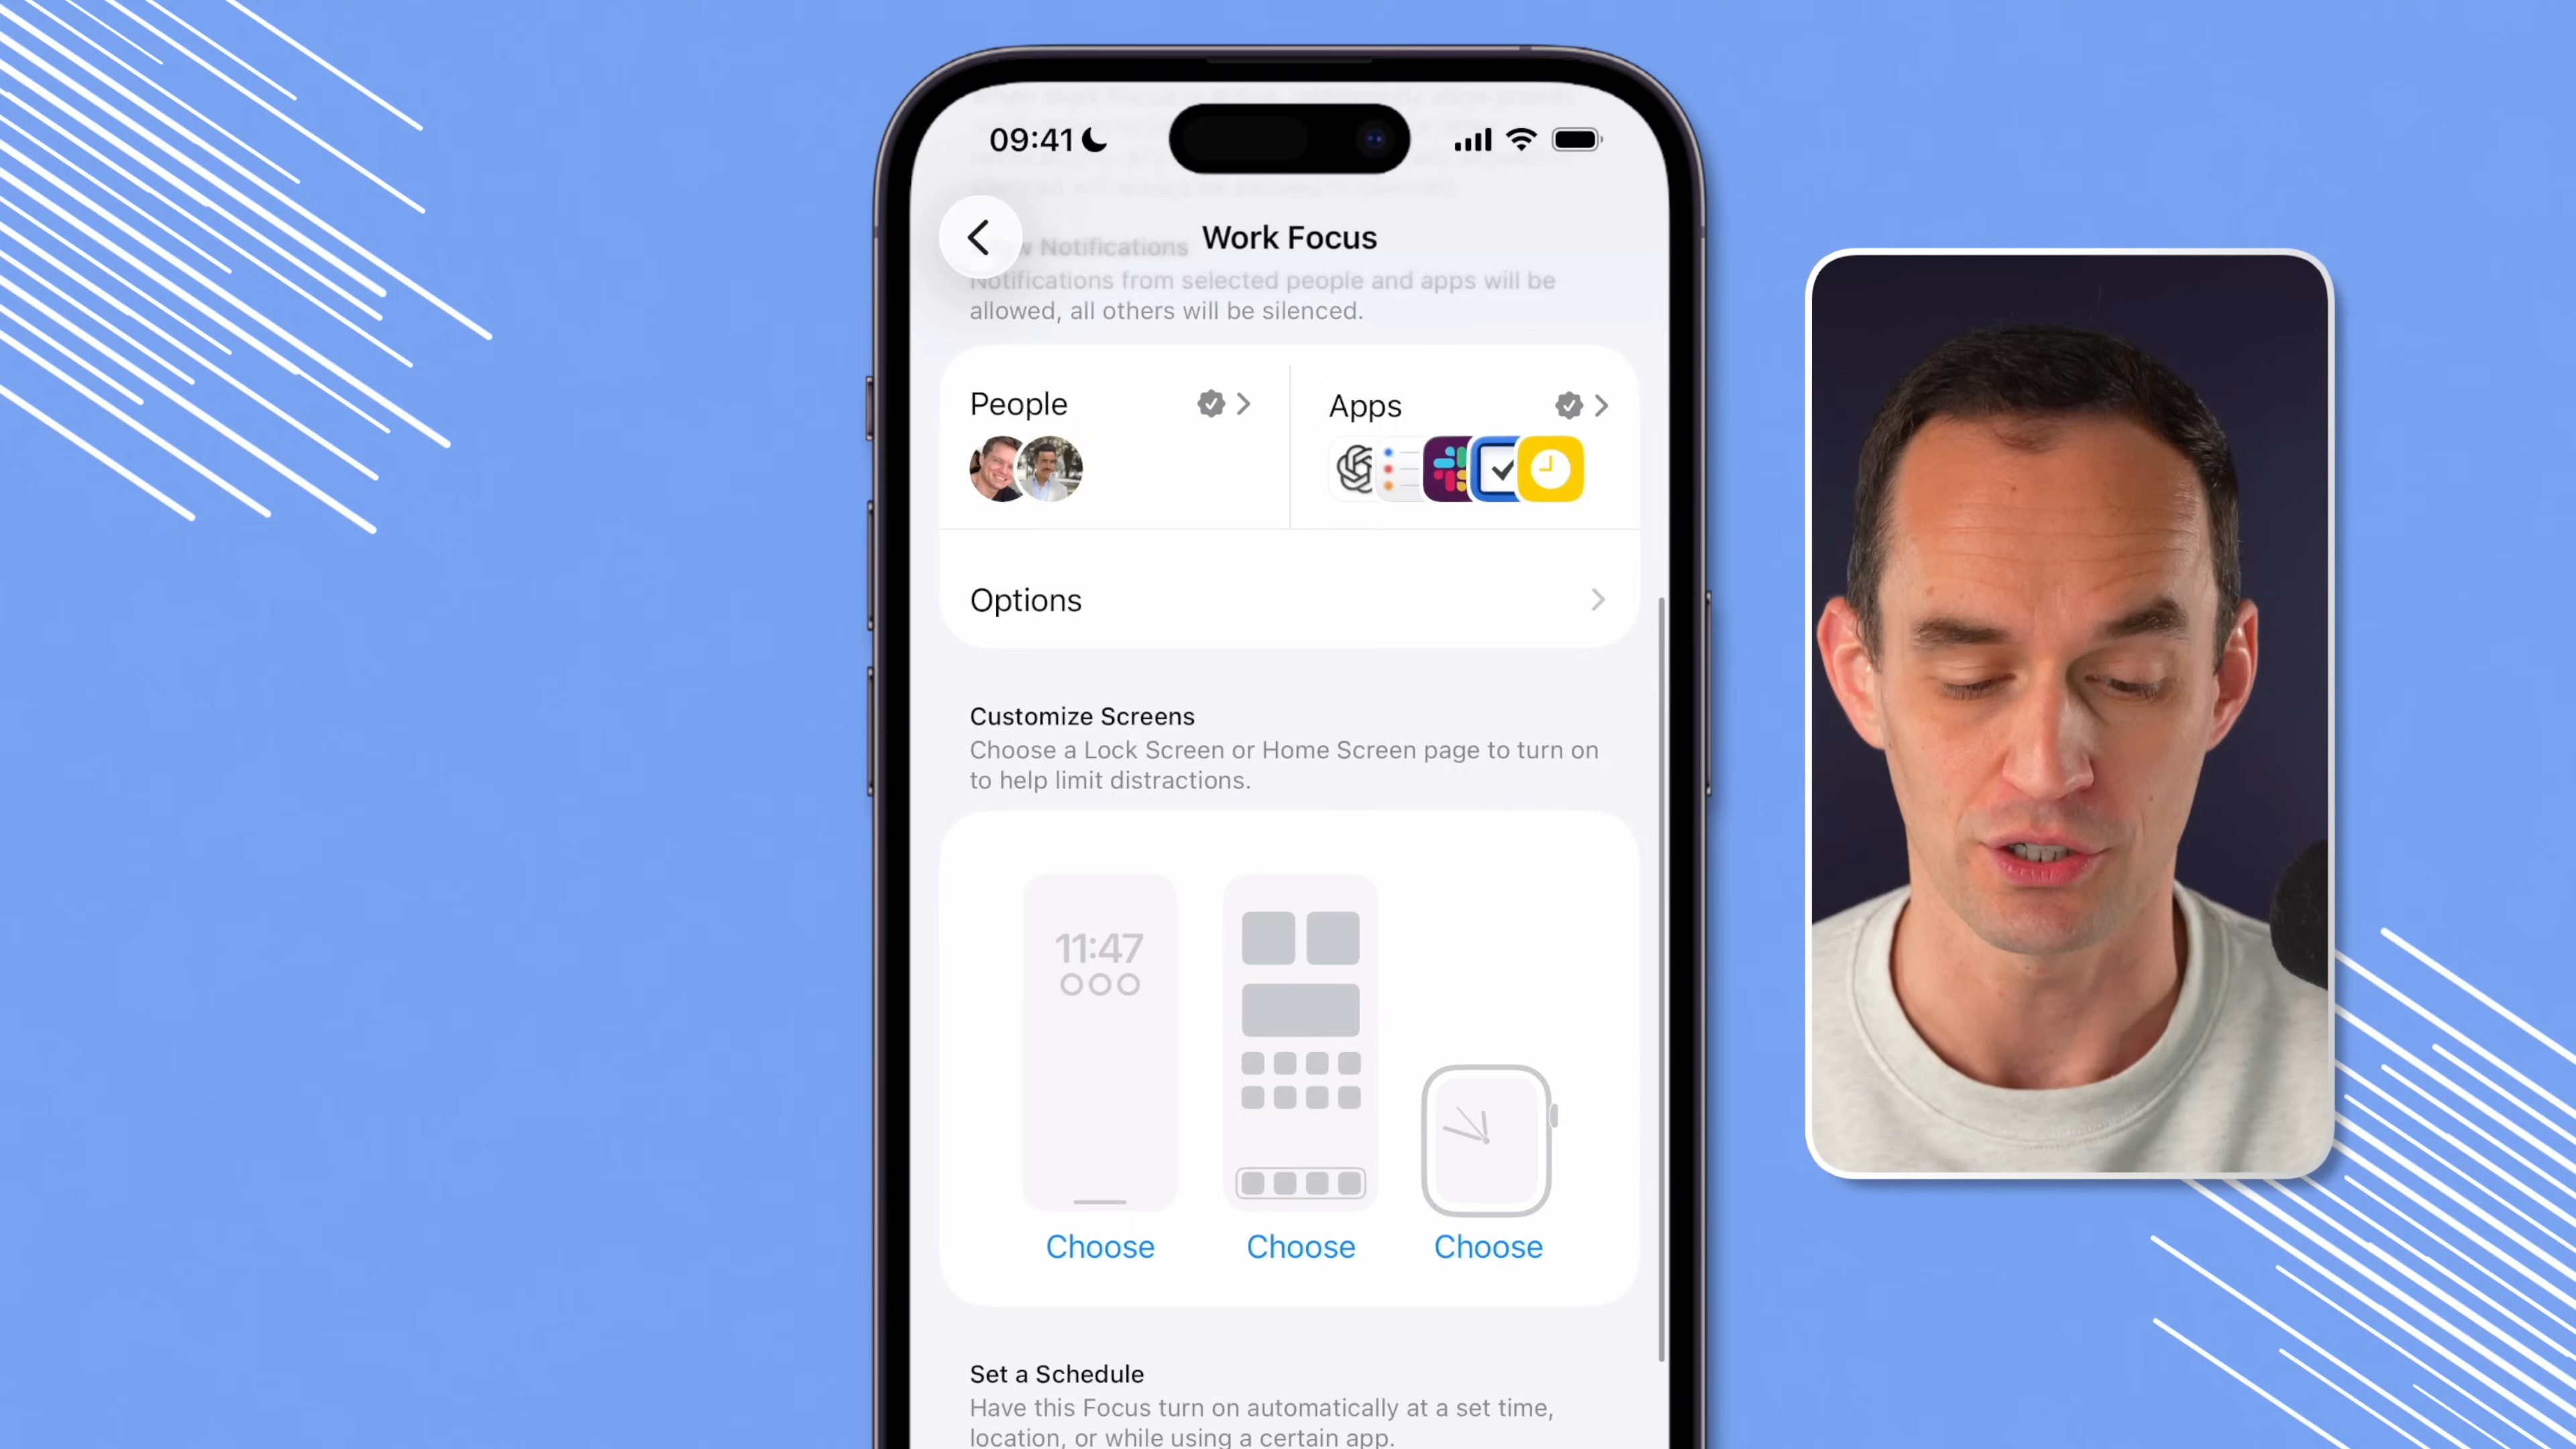 09:41
Work Focus
w Notifications
Notifications from selected people and apps will be
allowed, all others will be silenced.
People
Apps
Options
Customize Screens
Choose a Lock Screen or Home Screen page to turn on
to help limit distractions.
11:47
Choose
Choose
Choose
Set a Schedule
Have this Focus turn on automatically at a set time,
location, or while using a certain app.